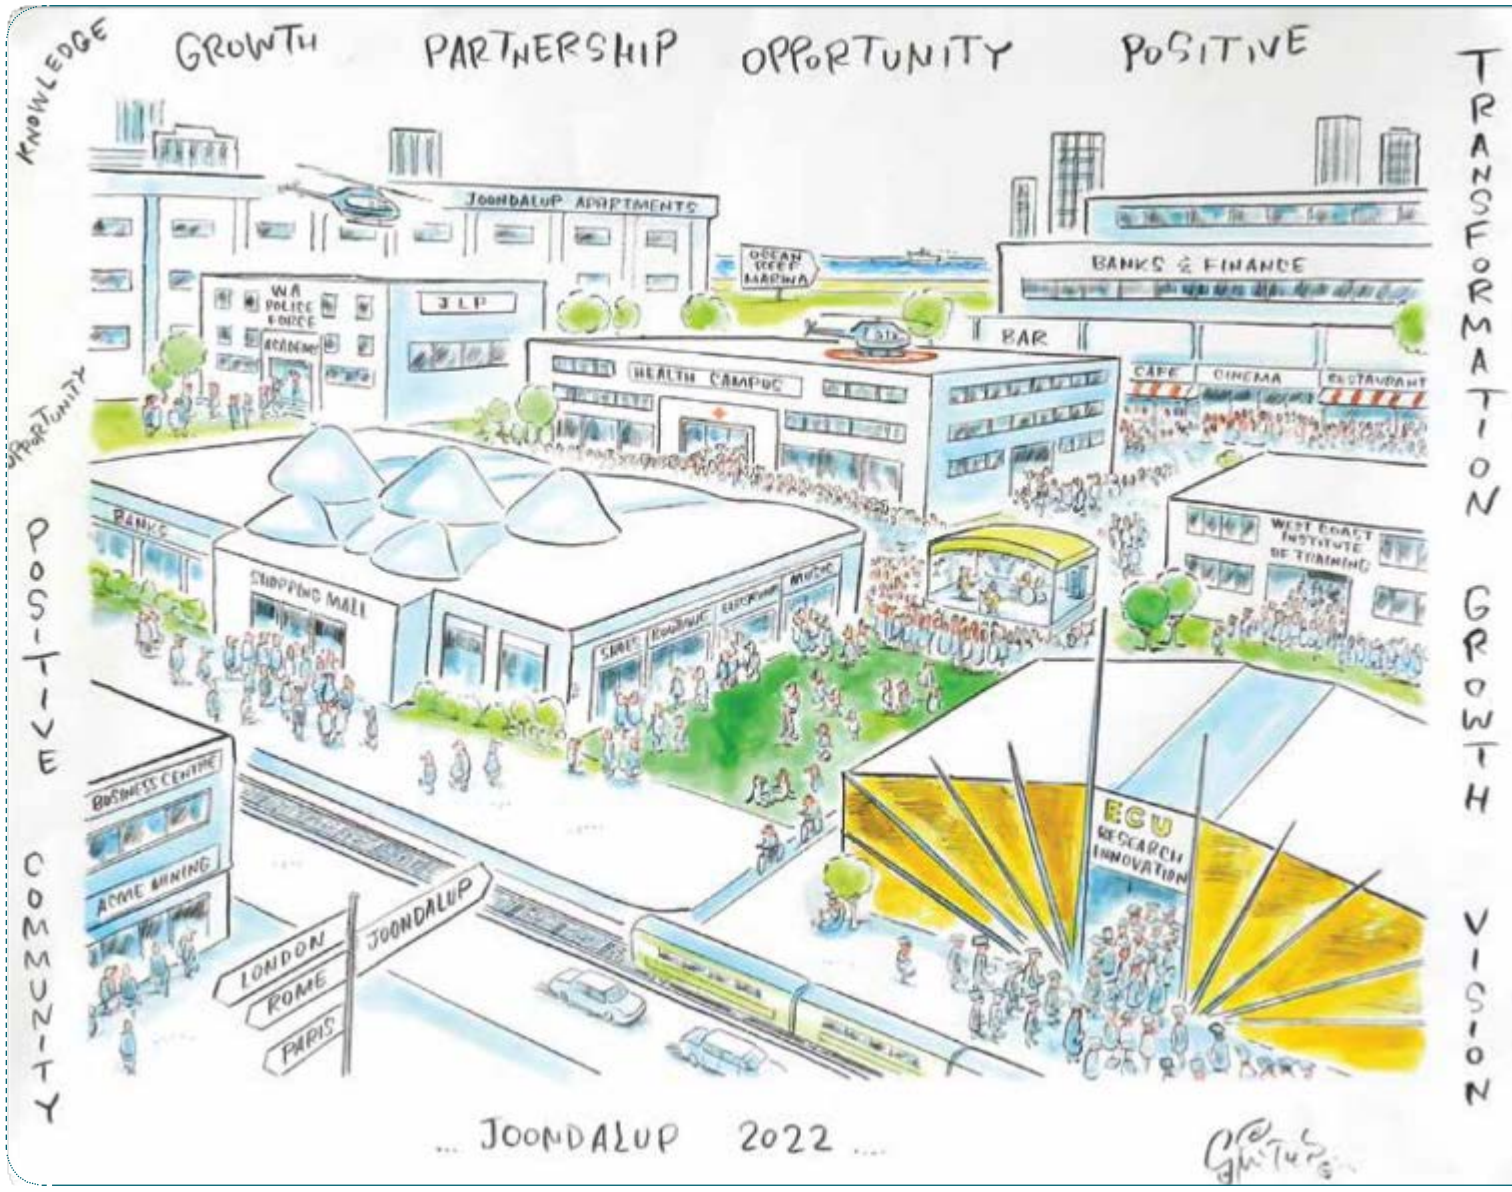 KNOWLEDGE
GROWTH PARTNERSHIP OPPORTUNITY POSITIVE
TRANSFORMATION GROWTH VISION
OPPORTUNITY
POSITIVE COMMUNITY
JOONDALUP APARTMENTS
OCEAN
REEF
MARINA
BANKS & FINANCE
WA
POLICE
FORCE
ACADEMY
JLP
BAR
HEALTH CAMPUS
CAFE
CINEMA
RESTAURANT
BANKS
SHOPPING MALL
SHOES
BOUTIQUE
MUSIC
WEST COAST
INSTITUTE
OF TRAINING
BUSINESS CENTRE
ACME MINING
ECU
RESEARCH
INNOVATION
JOONDALUP
LONDON
ROME
PARIS
... JOONDALUP 2022 ....